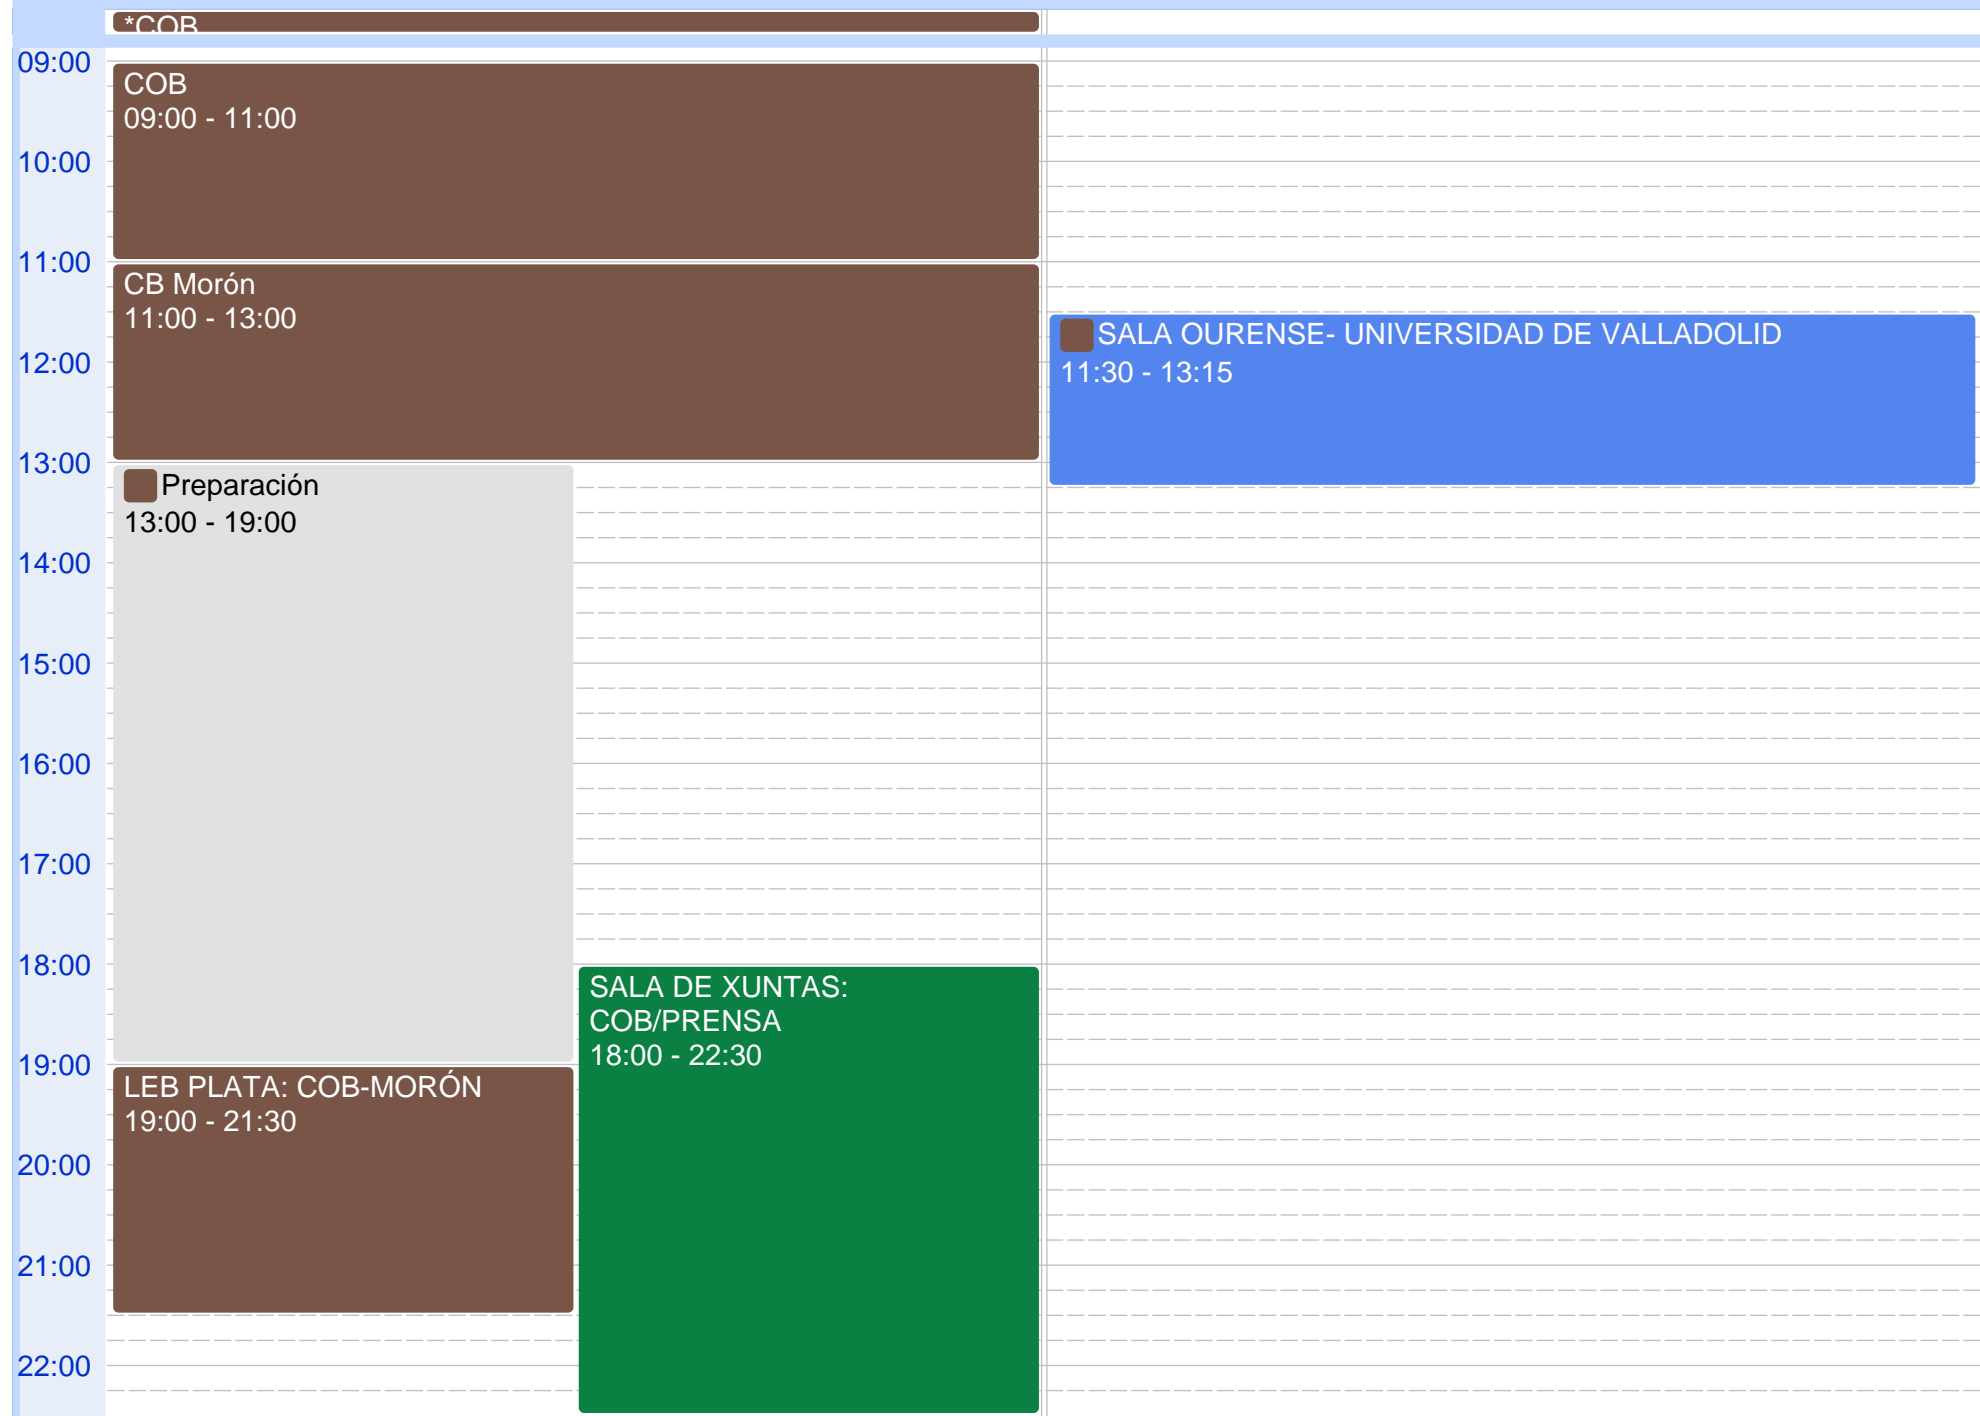 *COB
09:00
COB
09:00 - 11:00
10:00
11:00
CB Morón
11:00 - 13:00
SALA OURENSE- UNIVERSIDAD DE VALLADOLID
11:30 - 13:15
12:00
13:00
Preparación
13:00 - 19:00
14:00
15:00
16:00
17:00
18:00
SALA DE XUNTAS:
COB/PRENSA
18:00 - 22:30
19:00
LEB PLATA: COB-MORÓN
19:00 - 21:30
20:00
21:00
22:00